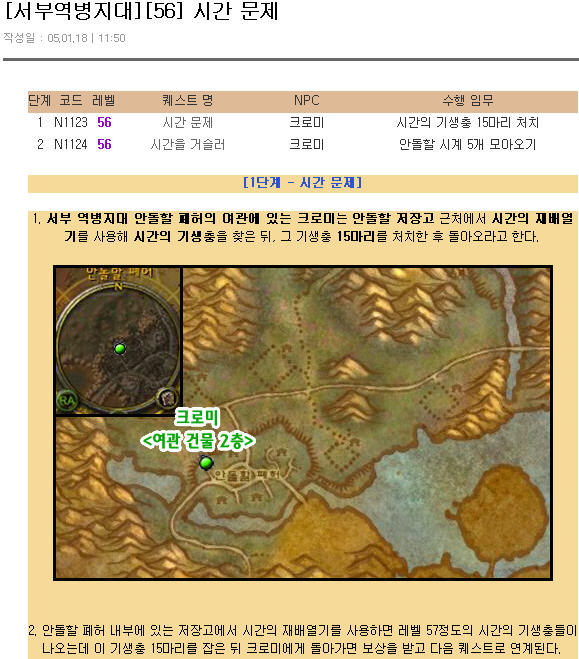 [서부역병지대][56] 시간 문제
작성일 : 05.01.18 | 11:50
단계 코드 레벨 퀘스트 명 NPC 수행 임무
1 N1123 56 시간 문제 크로미 시간의 기생충 15마리 처치
2 N1124 56 시간을 거슬러 크로미 안돌할 시계 5개 모아오기
[1단계 - 시간 문제]
1. 서부 역병지대 안돌할 폐허의 여관에 있는 크로미는 안돌할 저장고 근처에서 시간의 재배열
기를 사용해 시간의 기생충을 찾은 뒤, 그 기생충 15마리를 처치한 후 돌아오라고 한다.
안돌할 폐허
N
RA
크로미
<여관 건물 2층>
안돌할 폐허
2. 안돌할 폐허 내부에 있는 저장고에서 시간의 재배열기를 사용하면 레벨 57정도의 시간의 기생충들이
나오는데 이 기생충 15마리를 잡은 뒤 크로미에게 돌아가면 보상을 받고 다음 퀘스트로 연계된다.